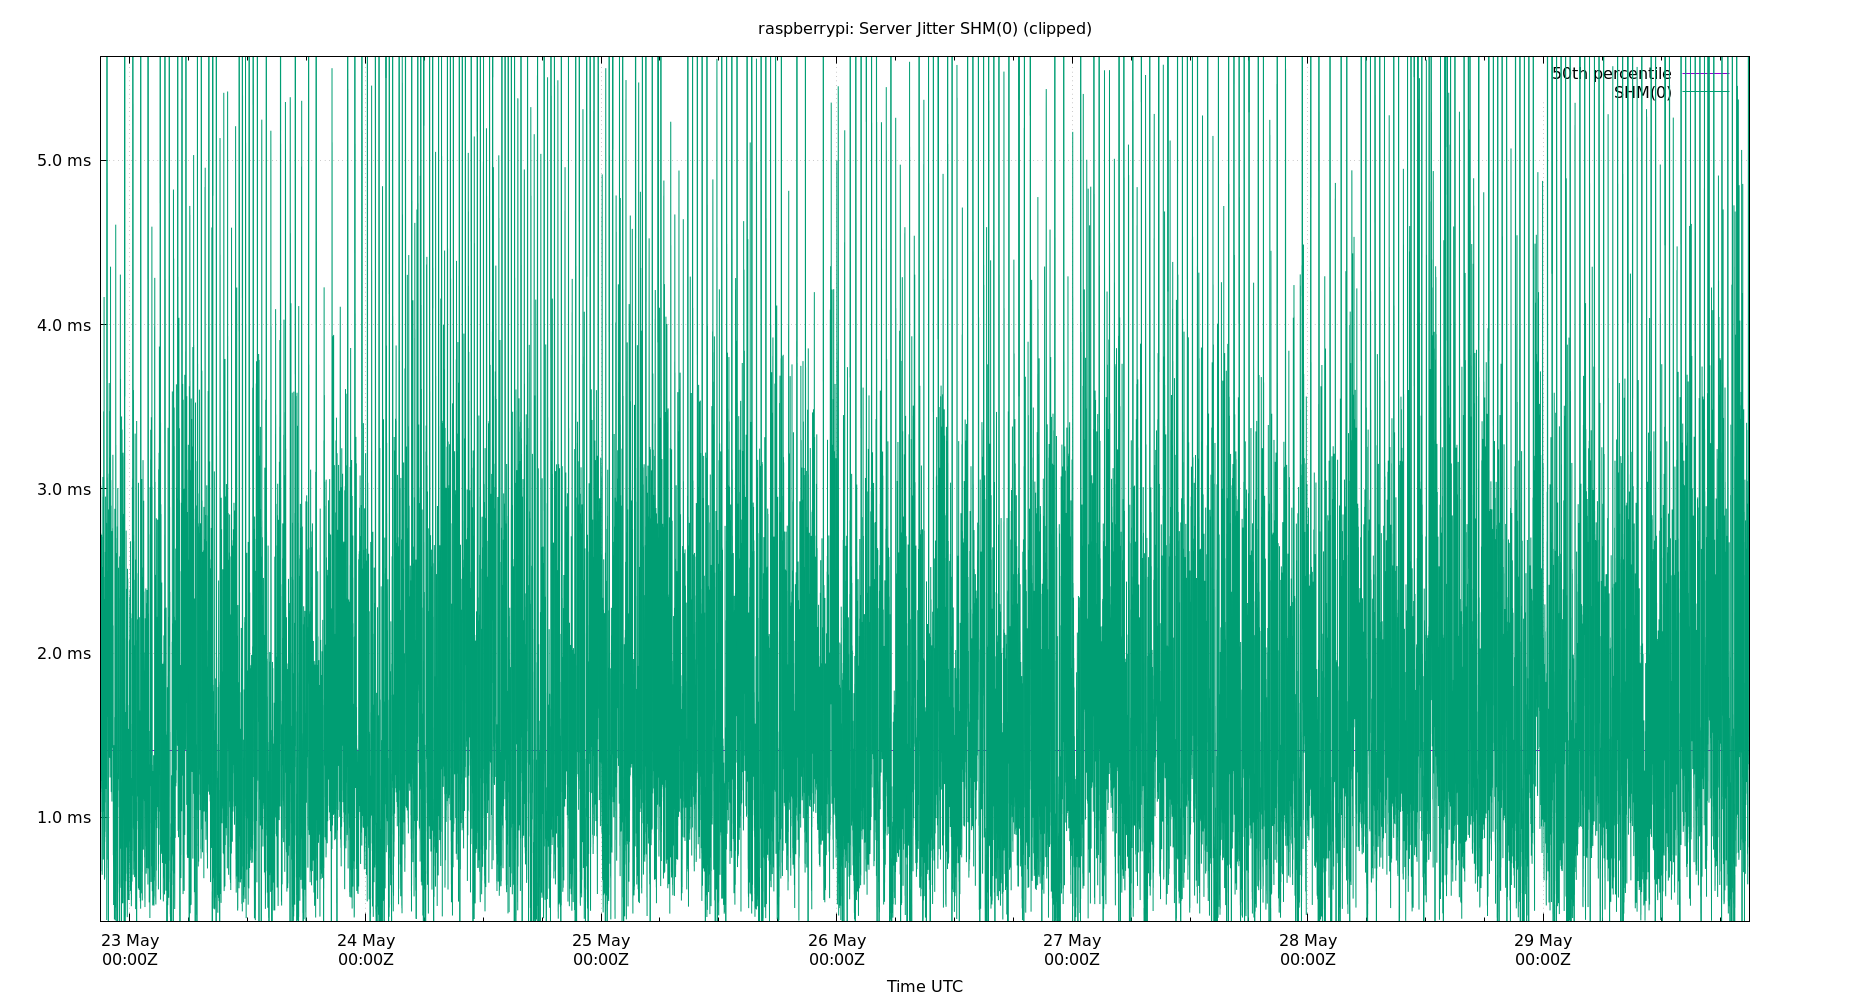 raspberrypi: Server Jitter SHM(0) (clipped)
50th percentile
SHM(0)
5.0 ms
4.0 ms
3.0 ms
2.0 ms
1.0 ms
23 May 24 May 25 May 26 May 27 May 28 May 29 May
00:00Z 00:00Z 00:00Z 00:00Z 00:00Z 00:00Z 00:00Z
Time UTC